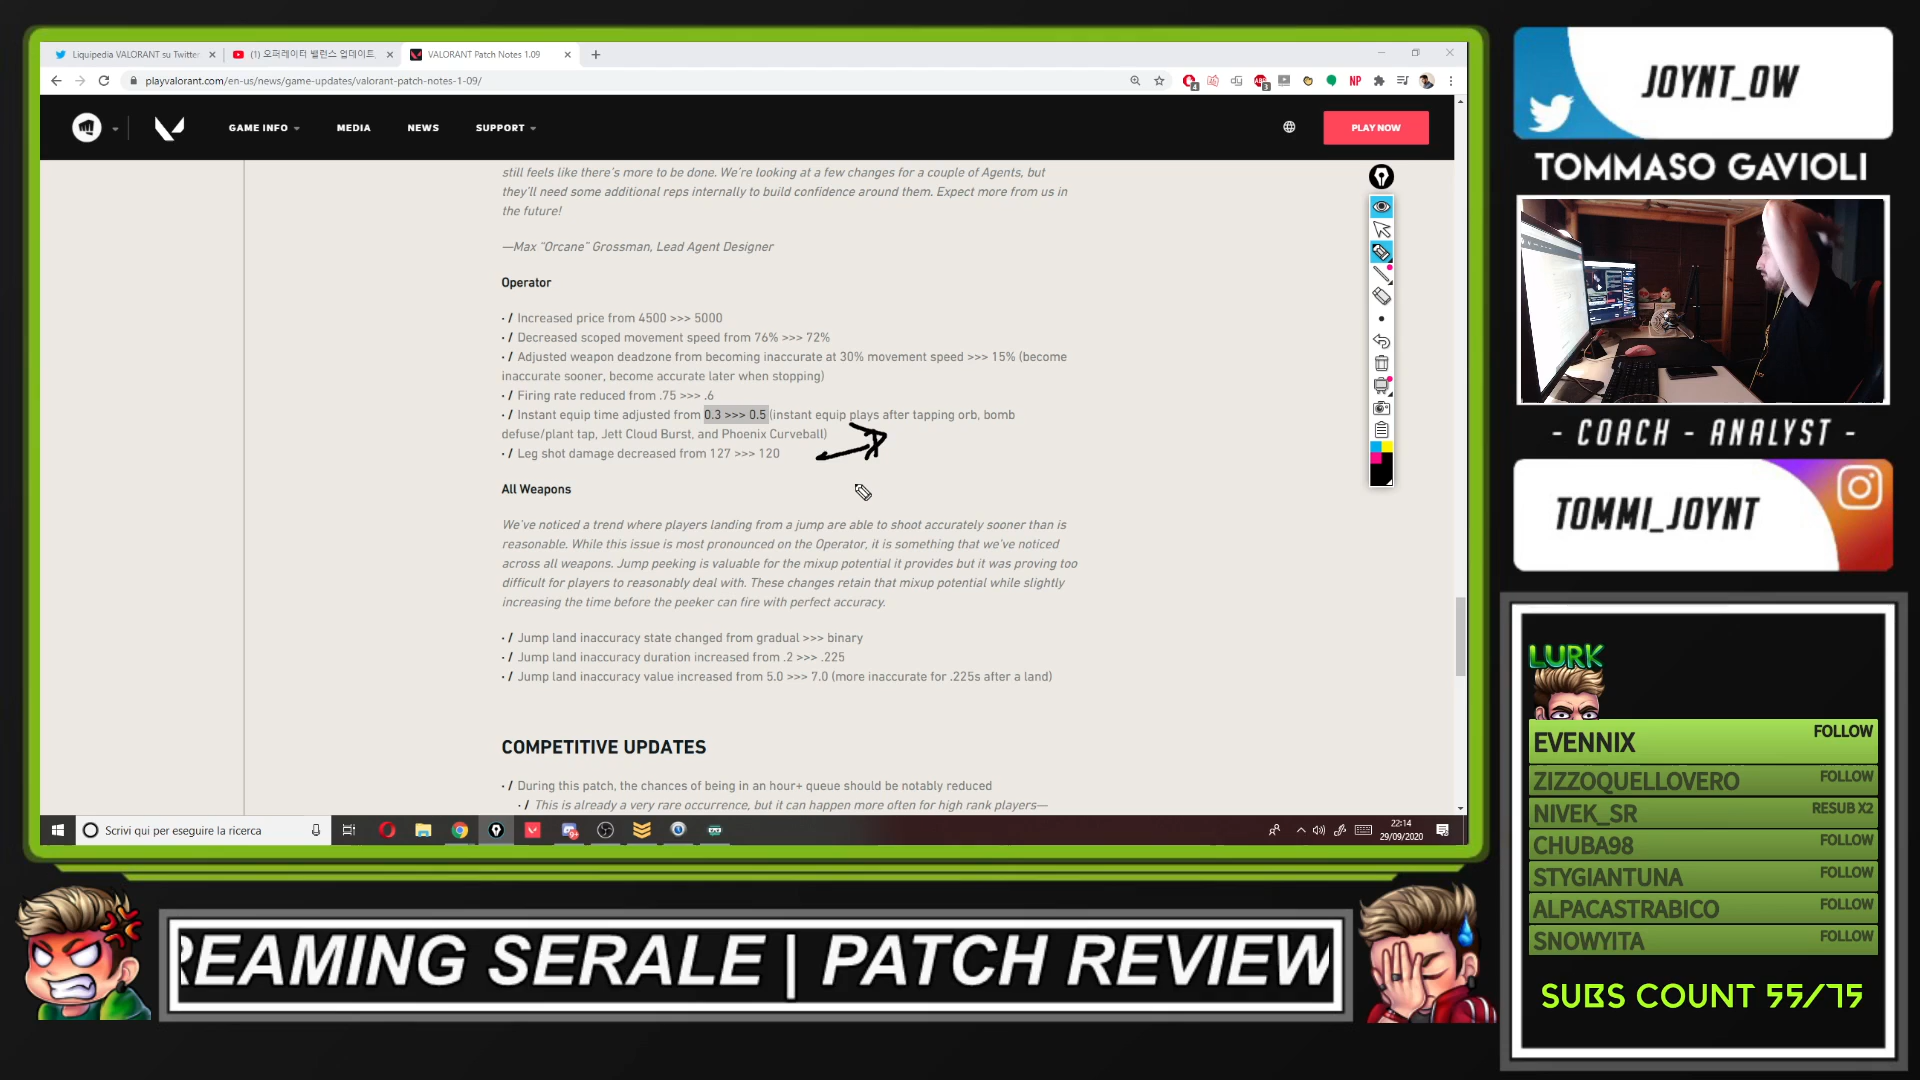 Liquipedia VALORANT su Twitter
(1) 오퍼레이터 밸런스 업데이트
VALORANT Patch Notes 1.09
playvalorant.com/en-us/news/game-updates/valorant-patch-notes-1-09/
GAME INFO
MEDIA
NEWS
SUPPORT
PLAY NOW
still feels like there's more to be done. We're looking at a few changes for a couple of Agents, but
they'll need some additional reps internally to build confidence around them. Expect more from us in
the future!
—Max "Orcane" Grossman, Lead Agent Designer
Operator
· / Increased price from 4500 >>> 5000
· / Decreased scoped movement speed from 76% >>> 72%
· / Adjusted weapon deadzone from becoming inaccurate at 30% movement speed >>> 15% (become
inaccurate sooner, become accurate later when stopping)
· / Firing rate reduced from .75 >>> .6
· / Instant equip time adjusted from 0.3 >>> 0.5 (instant equip plays after tapping orb, bomb
defuse/plant tap, Jett Cloud Burst, and Phoenix Curveball)
· / Leg shot damage decreased from 127 >>> 120
All Weapons
We've noticed a trend where players landing from a jump are able to shoot accurately sooner than is
reasonable. While this issue is most pronounced on the Operator, it is something that we've noticed
across all weapons. Jump peeking is valuable for the mixup potential it provides but it was proving too
difficult for players to reasonably deal with. These changes retain that mixup potential while slightly
increasing the time before the peeker can fire with perfect accuracy.
· / Jump land inaccuracy state changed from gradual >>> binary
· / Jump land inaccuracy duration increased from .2 >>> .225
· / Jump land inaccuracy value increased from 5.0 >>> 7.0 (more inaccurate for .225s after a land)
COMPETITIVE UPDATES
· / During this patch, the chances of being in an hour+ queue should be notably reduced
· / This is already a very rare occurrence, but it can happen more often for high rank players—
Scrivi qui per eseguire la ricerca
22:14
29/09/2020
JOYNT_OW
TOMMASO GAVIOLI
- COACH - ANALYST -
TOMMI_JOYNT
LURK
EVENNIX FOLLOW
ZIZZOQUELLOVERO FOLLOW
NIVEK_SR RESUB X2
CHUBA98 FOLLOW
STYGIANTUNA FOLLOW
ALPACASTRABICO FOLLOW
SNOWYITA FOLLOW
SUBS COUNT 55/75
REAMING SERALE | PATCH REVIEW
NP